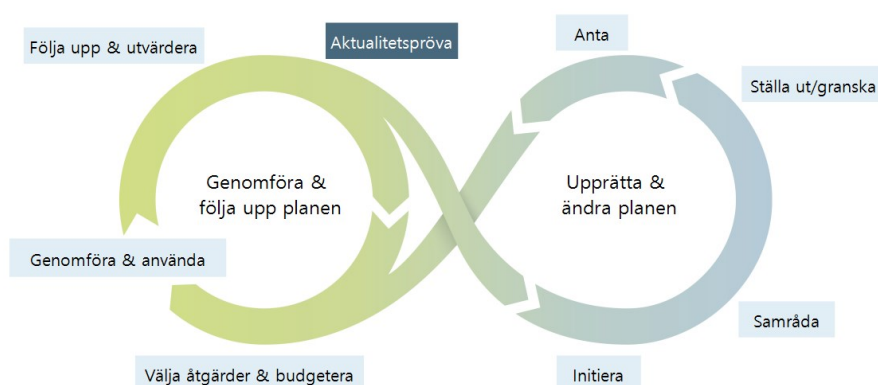 Följa upp & utvärdera
Aktualitetspröva
Anta
Ställa ut/granska
Genomföra &
följa upp planen
Upprätta &
ändra planen
Genomföra & använda
Samråda
Välja åtgärder & budgetera
Initiera